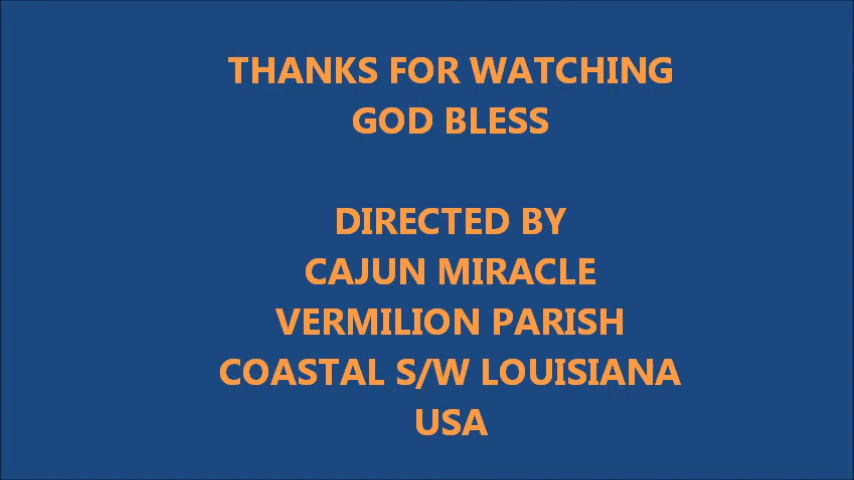 THANKS FOR WATCHING
GOD BLESS
DIRECTED BY
CAJUN MIRACLE
VERMILION PARISH
COASTAL S/W LOUISIANA
USA